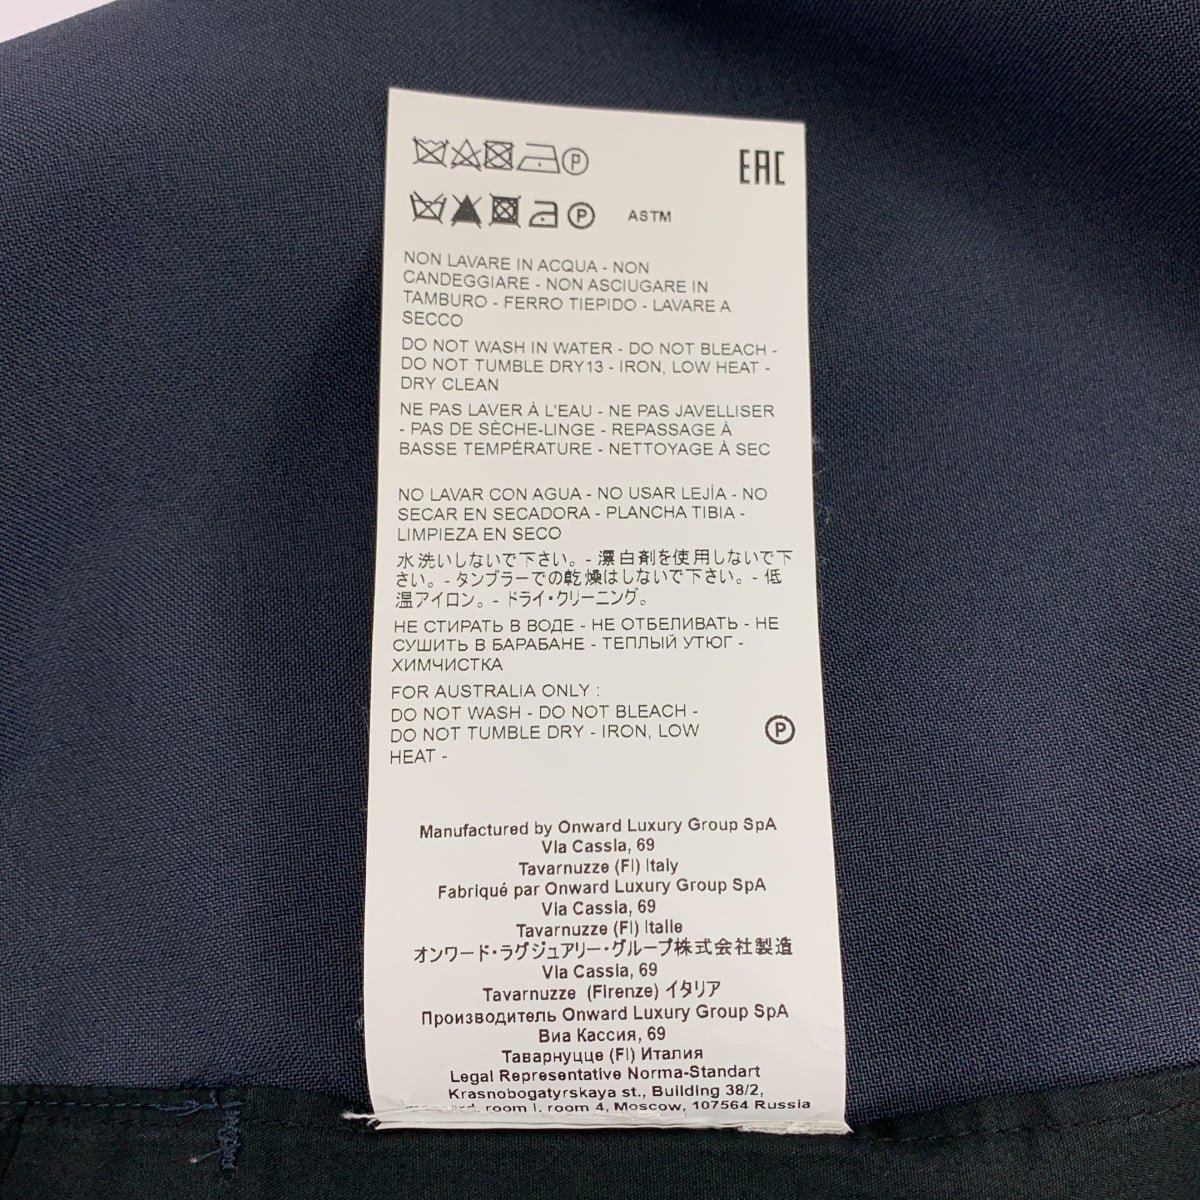 EAC
P
P ASTM
NON LAVARE IN ACQUA - NON
CANDEGGIARE - NON ASCIUGARE IN
TAMBURO - FERRO TIEPIDO - LAVARE A
SECCO
DO NOT WASH IN WATER - DO NOT BLEACH -
DO NOT TUMBLE DRY13 - IRON, LOW HEAT -
DRY CLEAN
NE PAS LAVER À L'EAU - NE PAS JAVELLISER
- PAS DE SÈCHE-LINGE - REPASSAGE À
BASSE TEMPÉRATURE - NETTOYAGE À SEC
NO LAVAR CON AGUA - NO USAR LEJÍA - NO
SECAR EN SECADORA - PLANCHA TIBIA -
LIMPIEZA EN SECO
水洗いしないで下さい。- 漂白剤を使用しないで下
さい。- タンブラーでの乾燥はしないで下さい。- 低
温アイロン。- ドライ・クリーニング。
НЕ СТИРАТЬ В ВОДЕ - НЕ ОТБЕЛИВАТЬ - НЕ
СУШИТЬ В БАРАБАНЕ - ТЕПЛЫЙ УТЮГ -
ХИМЧИСТКА
FOR AUSTRALIA ONLY :
DO NOT WASH - DO NOT BLEACH -
DO NOT TUMBLE DRY - IRON, LOW
HEAT -
P
Manufactured by Onward Luxury Group SpA
Via Cassia, 69
Tavarnuzze (FI) Italy
Fabriqué par Onward Luxury Group SpA
Via Cassia, 69
Tavarnuzze (FI) Italie
オンワード・ラグジュアリー・グループ株式会社製造
Via Cassia, 69
Tavarnuzze (Firenze) イタリア
Производитель Onward Luxury Group SpA
Виа Кассия, 69
Таварнуцце (FI) Италия
Legal Representative Norma-Standart
Krasnobogatyrskaya st., Building 38/2,
room I, room 4, Moscow, 107564 Russia